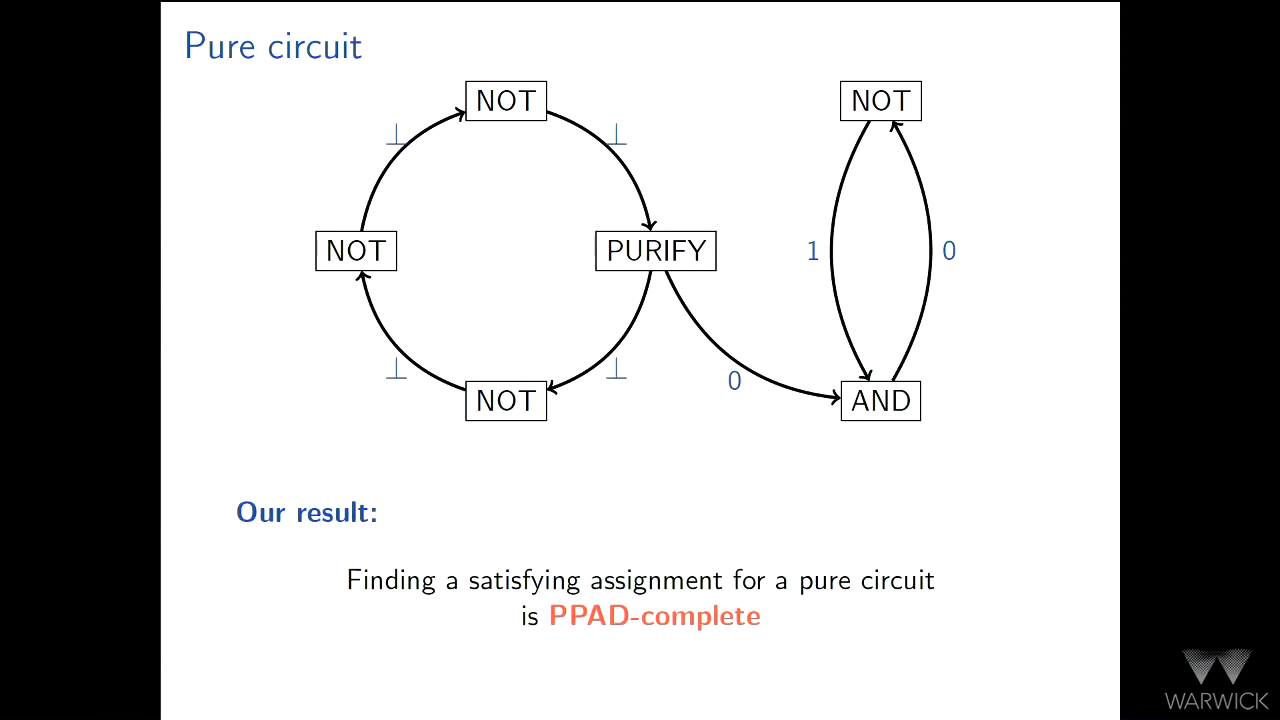 Pure circuit
NOT
NOT
⊥
⊥
NOT
PURIFY
1
0
⊥
⊥
0
NOT
AND
Our result:
Finding a satisfying assignment for a pure circuit
is PPAD-complete
WARWICK